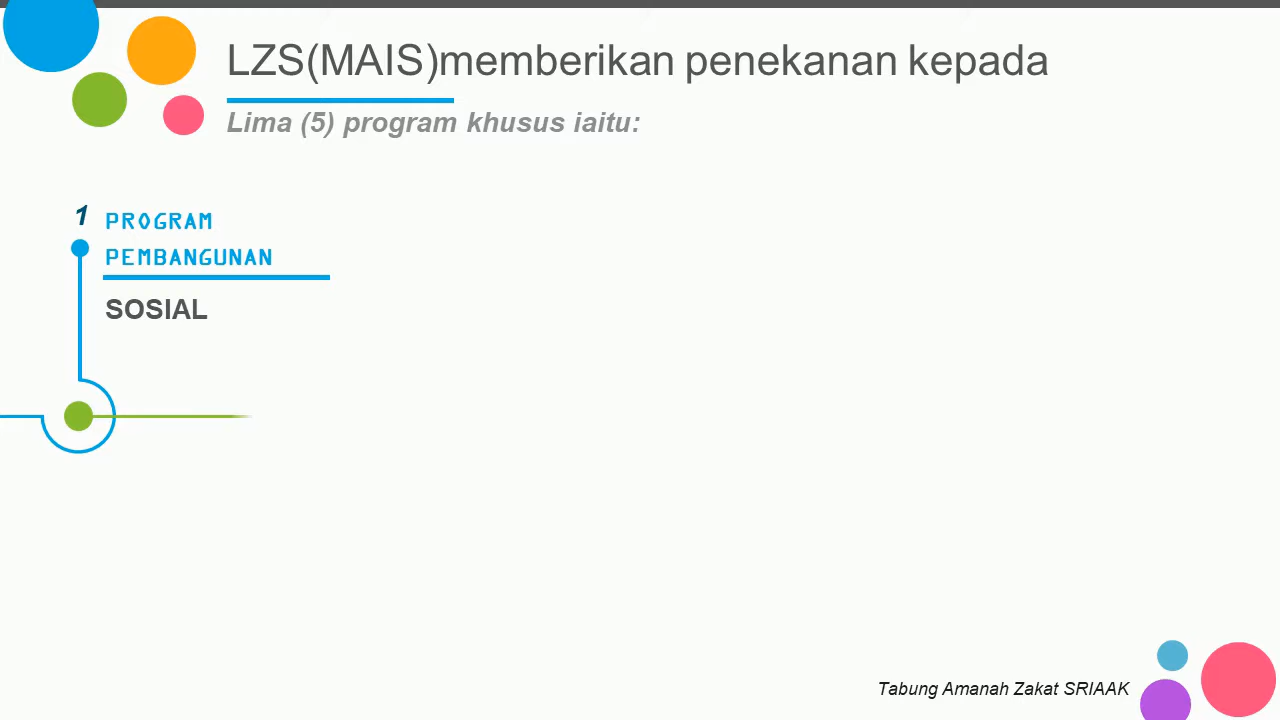 LZS(MAIS)memberikan penekanan kepada
Lima (5) program khusus iaitu:
1 PROGRAM
PEMBANGUNAN
SOSIAL
Tabung Amanah Zakat SRIAAK